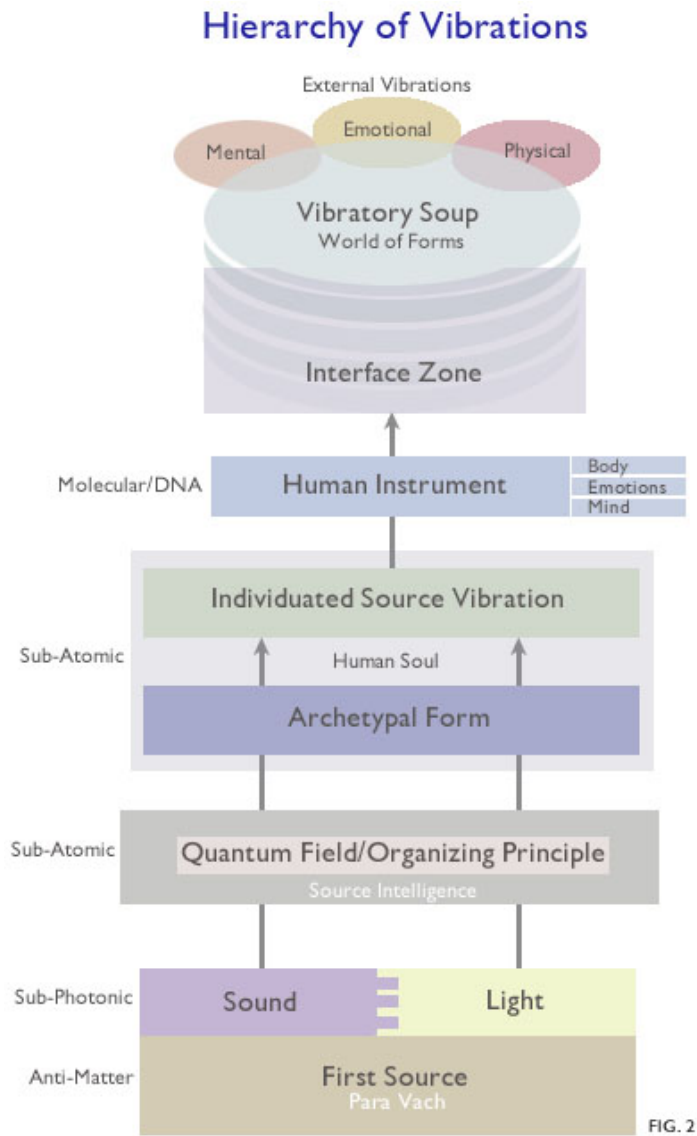 Hierarchy of Vibrations
External Vibrations
Emotional
Mental
Physical
Vibratory Soup
World of Forms
Interface Zone
Molecular/DNA
Human Instrument
Body
Emotions
Mind
Individuated Source Vibration
Sub-Atomic
Human Soul
Archetypal Form
Sub-Atomic
Quantum Field/Organizing Principle
Source Intelligence
Sub-Photonic
Sound
Light
Anti-Matter
First Source
Para Vach
FIG. 2